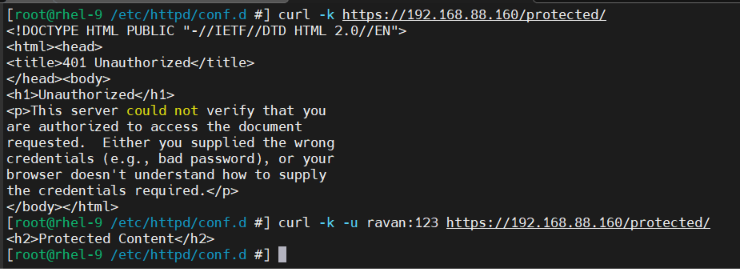 [root@rhel-9 /etc/httpd/conf.d #] curl -k https://192.168.88.160/protected/
<!DOCTYPE HTML PUBLIC "-//IETF//DTD HTML 2.0//EN">
<html><head>
<title>401 Unauthorized</title>
</head><body>
<h1>Unauthorized</h1>
<p>This server could not verify that you
are authorized to access the document
requested.  Either you supplied the wrong
credentials (e.g., bad password), or your
browser doesn't understand how to supply
the credentials required.</p>
</body></html>
[root@rhel-9 /etc/httpd/conf.d #] curl -k -u ravan:123 https://192.168.88.160/protected/
<h2>Protected Content</h2>
[root@rhel-9 /etc/httpd/conf.d #]